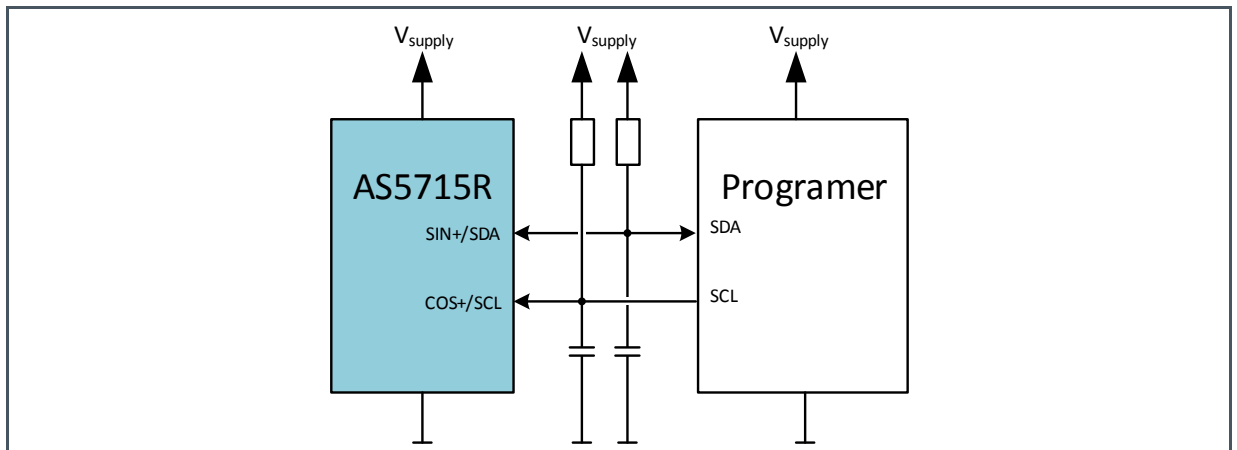 Vsupply Vsupply Vsupply
AS5715R Programer
SIN+/SDA SDA
COS+/SCL SCL